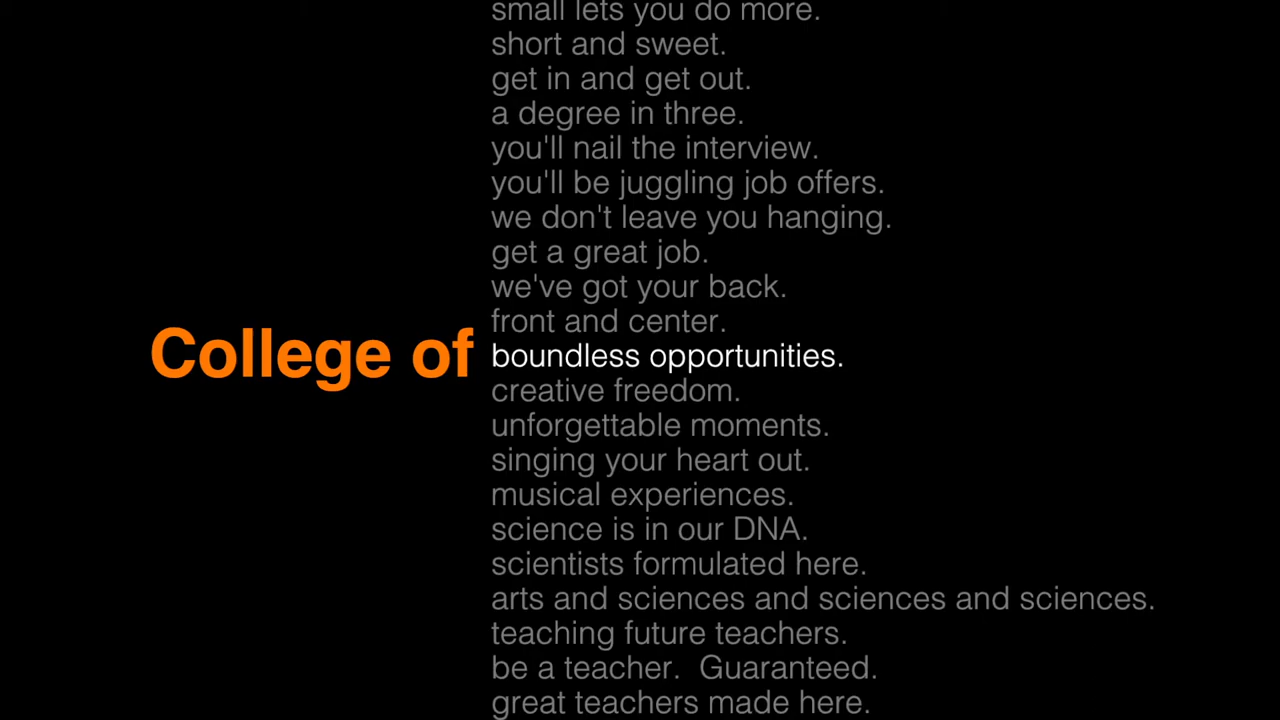 small lets you do more.
short and sweet.
get in and get out.
a degree in three.
you'll nail the interview.
you'll be juggling job offers.
we don't leave you hanging.
get a great job.
we've got your back.
front and center.
College of boundless opportunities.
creative freedom.
unforgettable moments.
singing your heart out.
musical experiences.
science is in our DNA.
scientists formulated here.
arts and sciences and sciences and sciences.
teaching future teachers.
be a teacher.  Guaranteed.
great teachers made here.